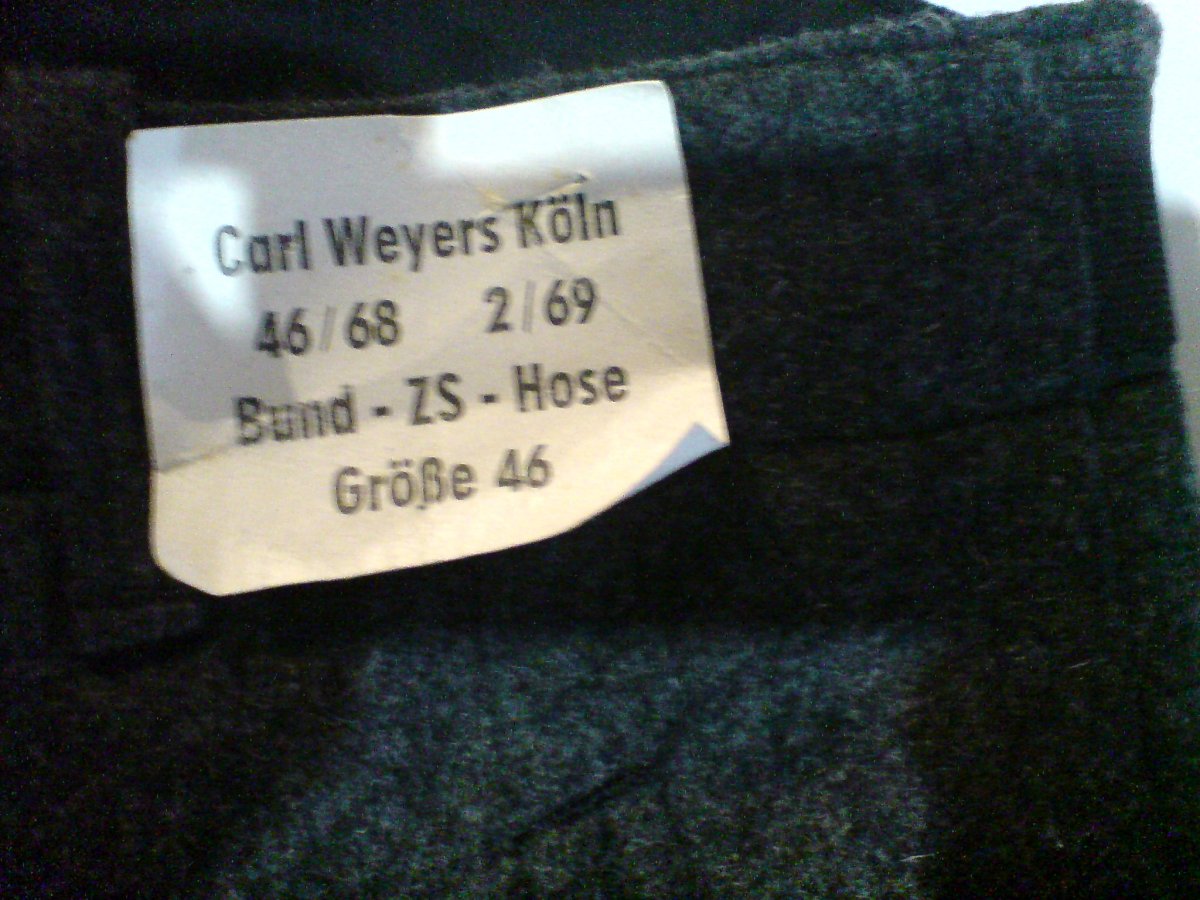 Carl Weyers Köln
46/68 2/69
Bund - ZS - Hose
Größe 46